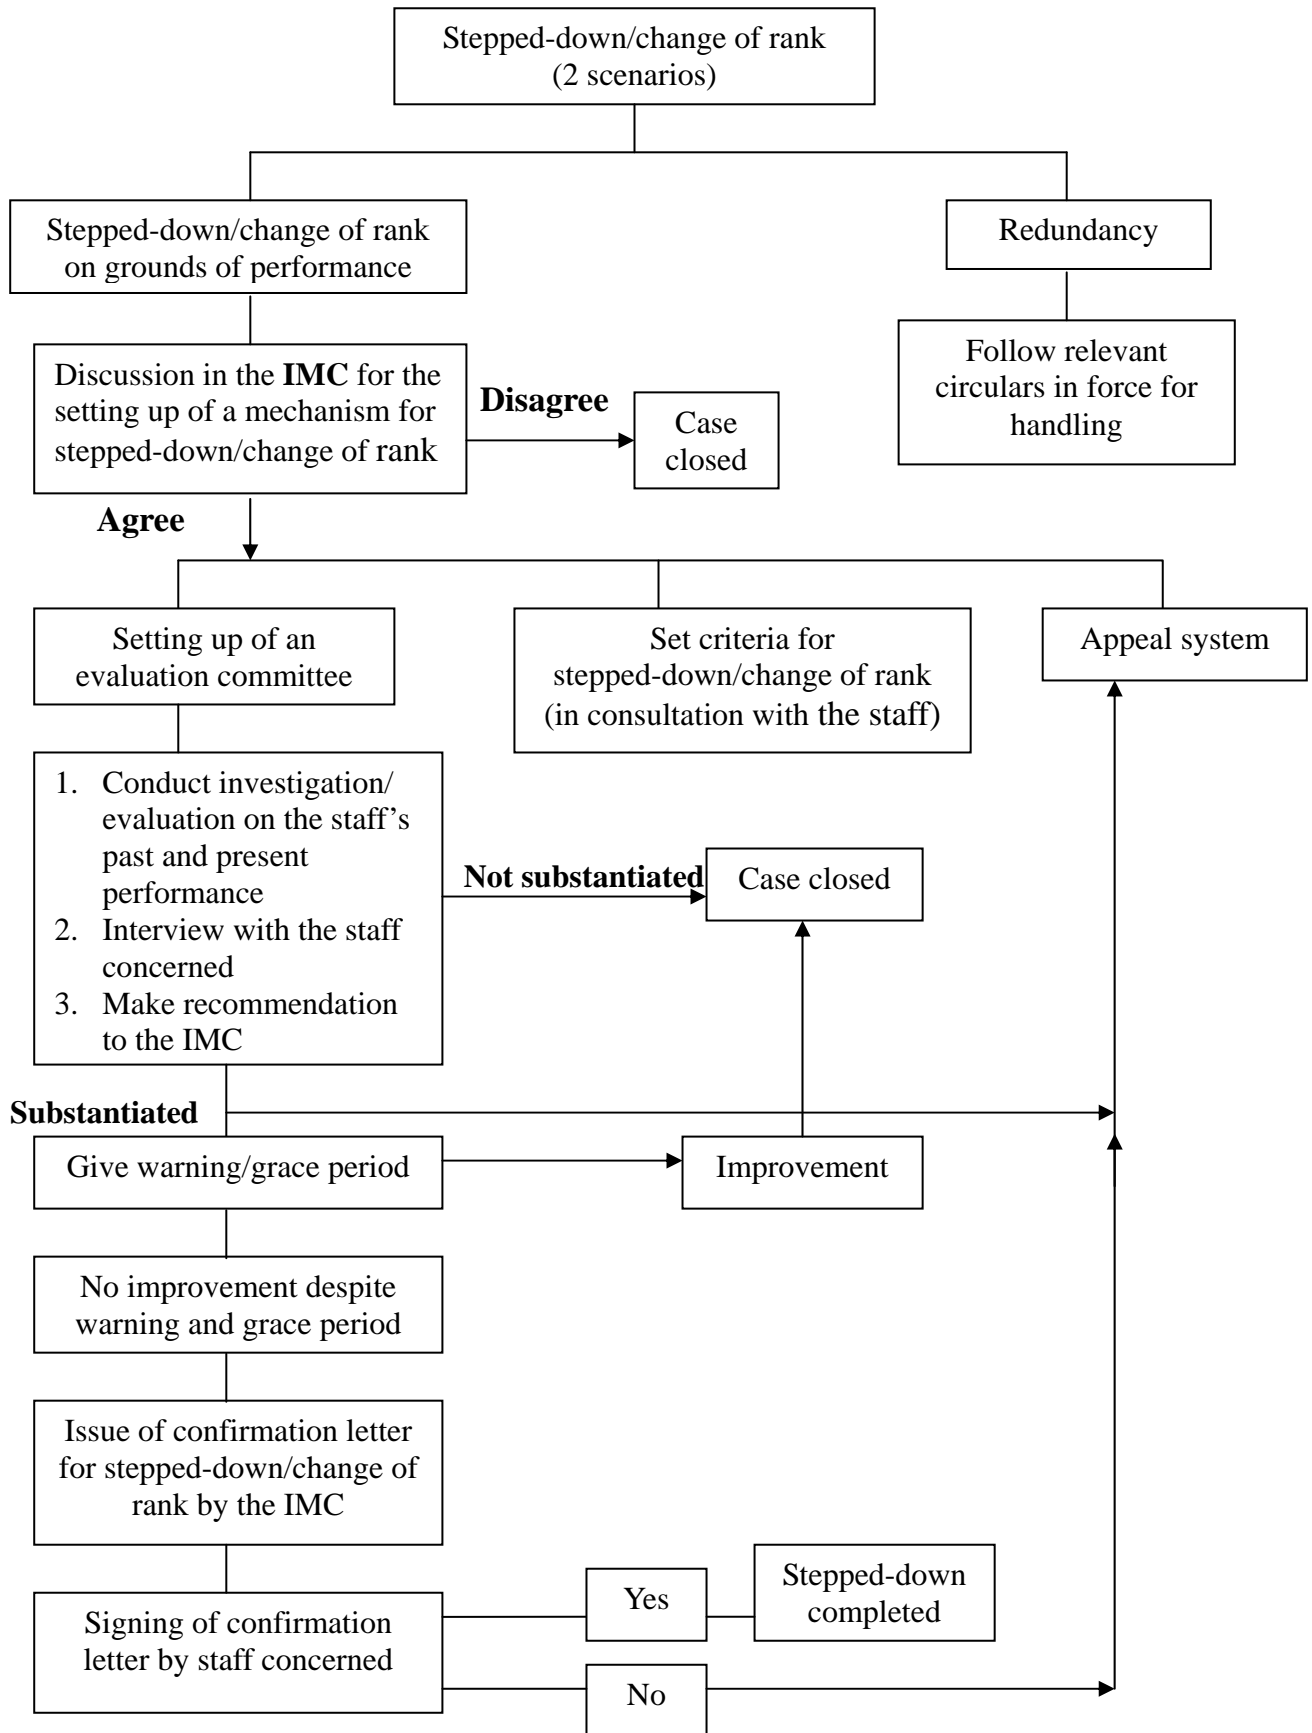 Stepped-down/change of rank
(2 scenarios)
Stepped-down/change of rank
on grounds of performance
Redundancy
Discussion in the IMC for the
setting up of a mechanism for
stepped-down/change of rank
Disagree
Case
closed
Follow relevant
circulars in force for
handling
Agree
Setting up of an
evaluation committee
Set criteria for
stepped-down/change of rank
(in consultation with the staff)
Appeal system
1. Conduct investigation/
evaluation on the staff’s
past and present
performance
2. Interview with the staff
concerned
3. Make recommendation
to the IMC
Not substantiated
Case closed
Substantiated
Give warning/grace period
Improvement
No improvement despite
warning and grace period
Issue of confirmation letter
for stepped-down/change of
rank by the IMC
Signing of confirmation
letter by staff concerned
Yes
Stepped-down
completed
No